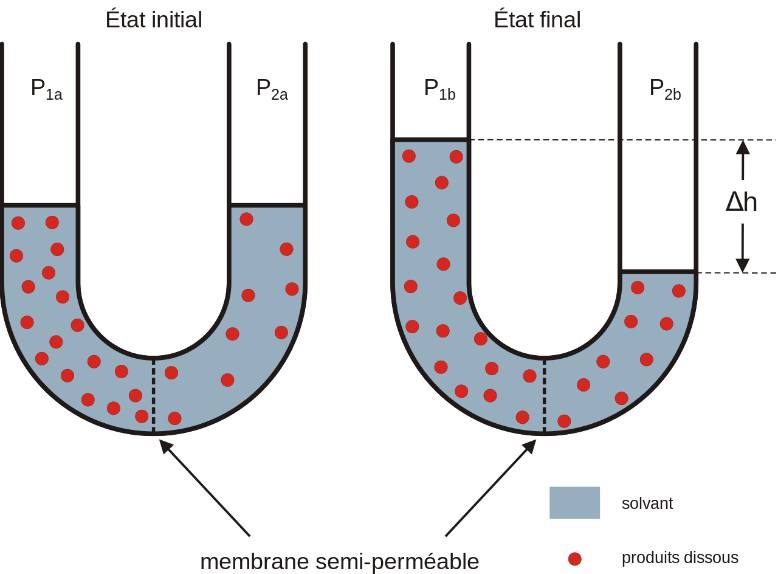 État initial
État final
P1a
P2a
P1b
P2b
Δh
solvant
membrane semi-perméable
produits dissous